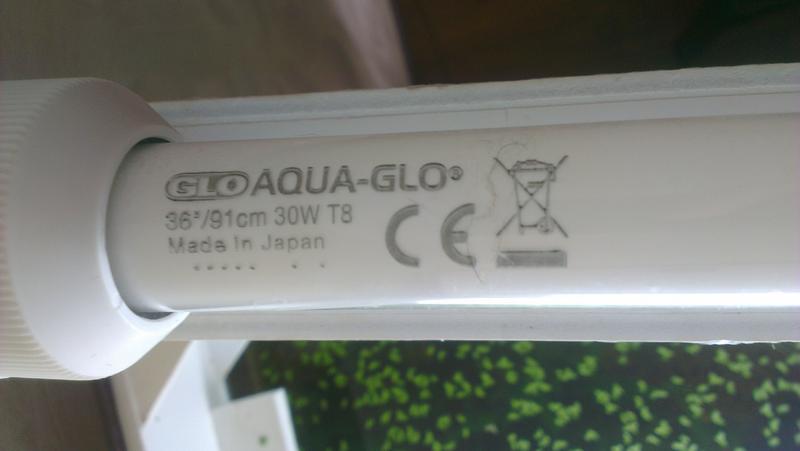 GLO AQUA-GLO®
36"/91cm 30W T8
Made In Japan
CE